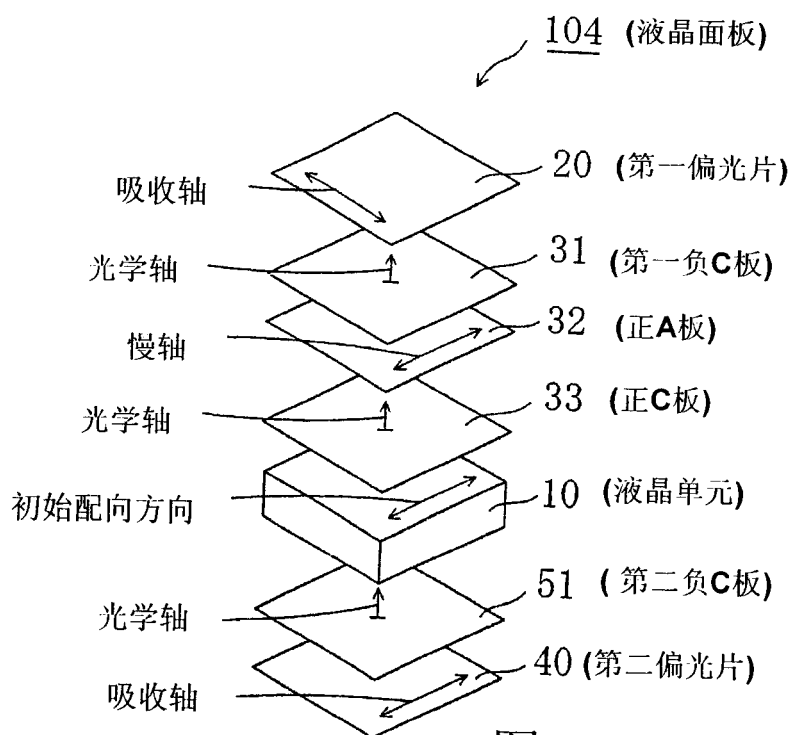 104 (液晶面板)
吸收轴 20 (第一偏光片)
光学轴 31 (第一负C板)
慢轴 32 (正A板)
光学轴 33 (正C板)
初始配向方向 10 (液晶单元)
光学轴 51 (第二负C板)
吸收轴 40 (第二偏光片)